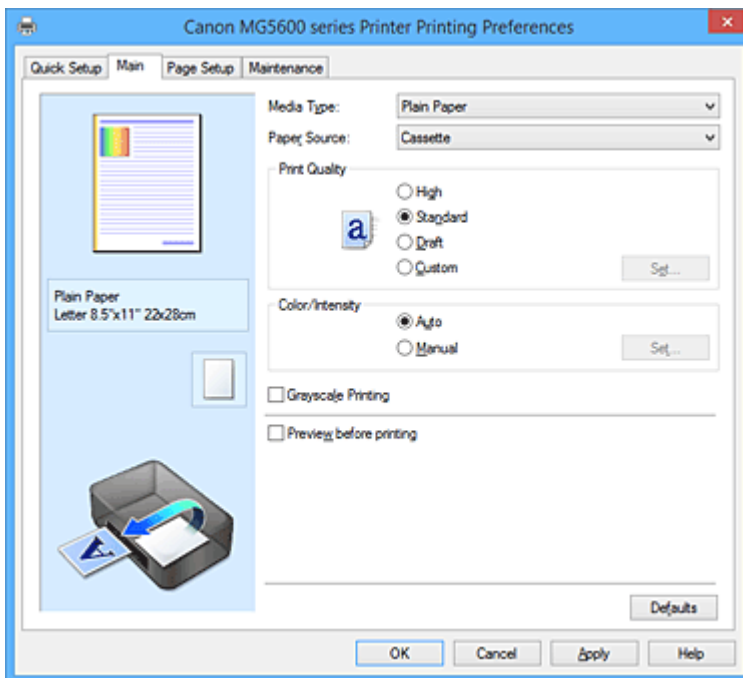 Canon MG5600 series Printer Printing Preferences
Quick Setup Main Page Setup Maintenance
Media Type: Plain Paper
Paper Source: Cassette
Print Quality
High
a Standard
Draft
Custom Set...
Plain Paper
Letter 8.5"x11" 22x28cm
Color/Intensity
Auto
Manual Set...
Grayscale Printing
Preview before printing
A
Defaults
OK Cancel Apply Help